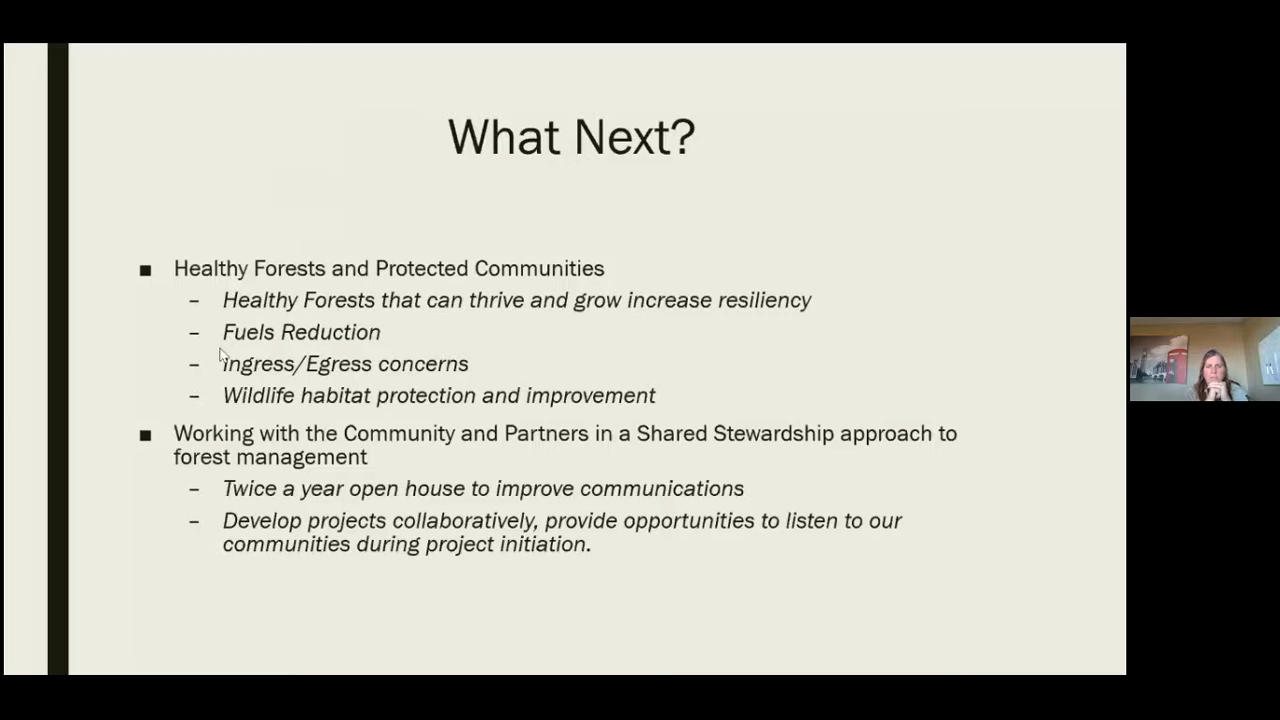 What Next?
■ Healthy Forests and Protected Communities
– Healthy Forests that can thrive and grow increase resiliency
– Fuels Reduction
– Ingress/Egress concerns
– Wildlife habitat protection and improvement
■ Working with the Community and Partners in a Shared Stewardship approach to
forest management
– Twice a year open house to improve communications
– Develop projects collaboratively, provide opportunities to listen to our
communities during project initiation.